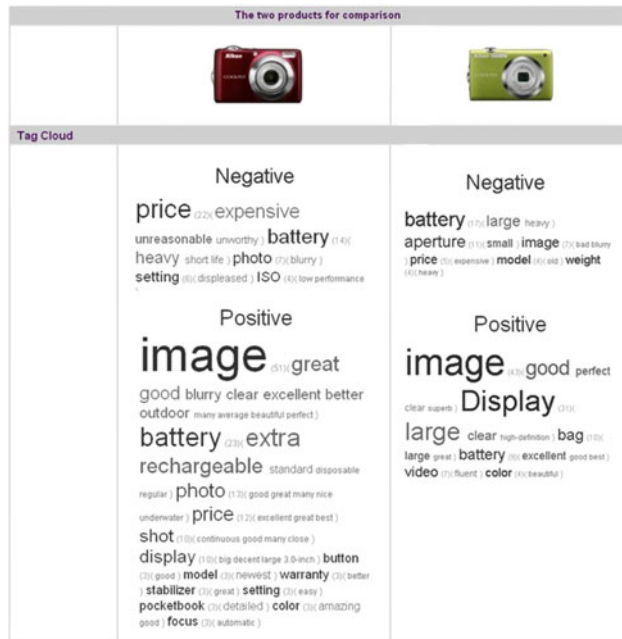 The two products for comparison
Nikon
COOLPIX
Tag Cloud
Negative
price (22)( expensive
unreasonable unworthy ) battery (14)(
heavy short life ) photo (7)( blurry )
setting (6)( displeased ) ISO (4)( low performance
)
Positive
image (51)( great
good blurry clear excellent better
outdoor many average beautiful perfect )
battery (23)( extra
rechargeable standard disposable
regular ) photo (13)( good great many nice
underwater ) price (12)( excellent great best )
shot (10)( continuous good many close )
display (10)( big decent large 3.0-inch ) button
(3)( good ) model (3)( newest ) warranty (3)( better
) stabilizer (3)( great ) setting (3)( easy )
pocketbook (3)( detailed ) color (3)( amazing
good ) focus (3)( automatic )
Negative
battery (17)( large heavy )
aperture (11)( small ) image (7)( bad blurry
) price (5)( expensive ) model (4)( old ) weight
(4)( heavy )
Positive
image (43)( good perfect
clear superb ) Display (31)(
large clear high-definition ) bag (10)(
large great ) battery (9)( excellent good best )
video (7)( fluent ) color (4)( beautiful )